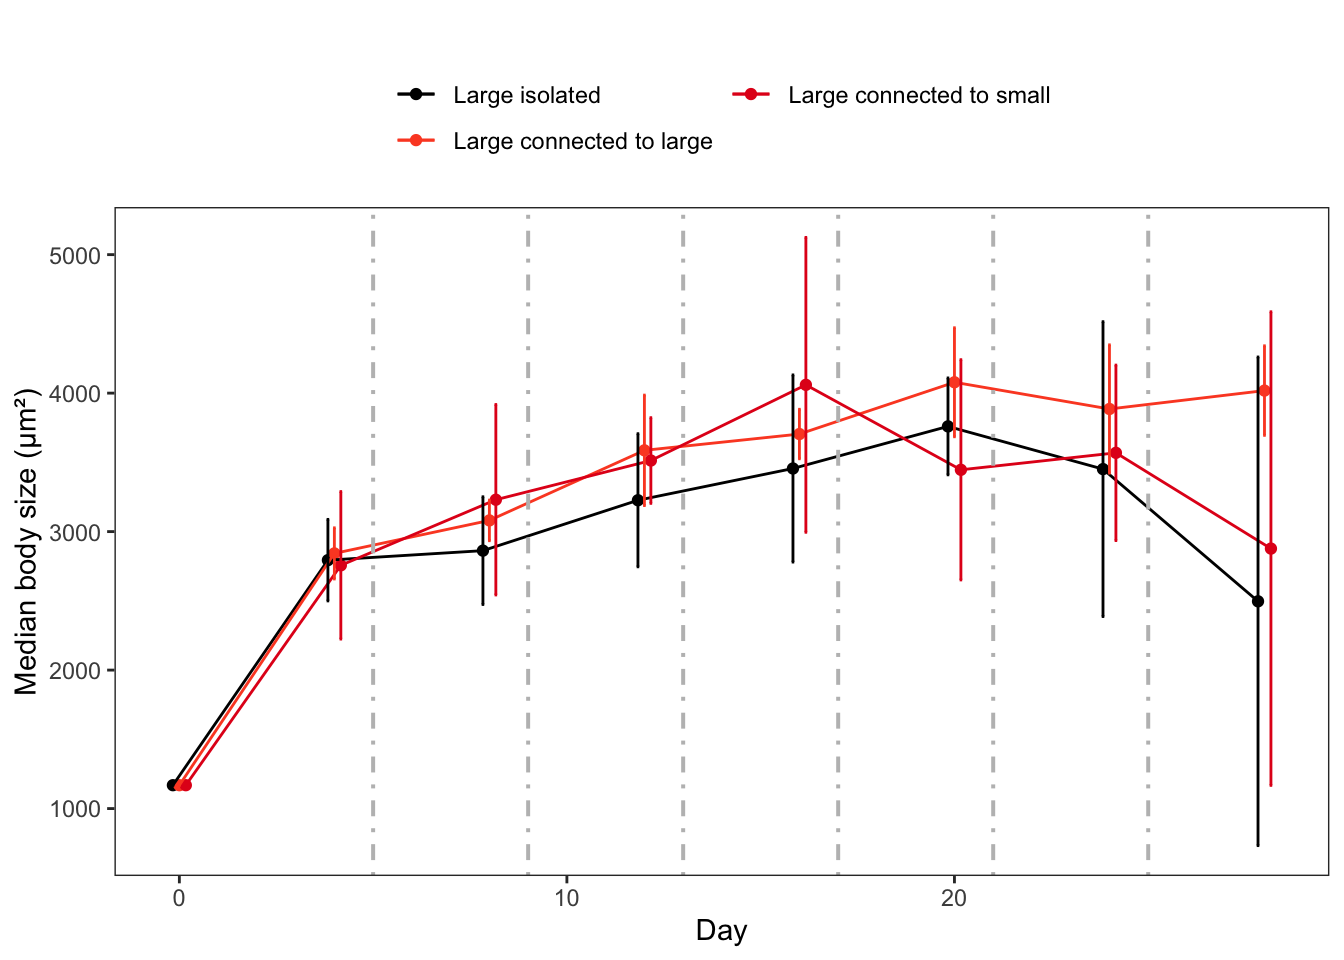 Large isolated
Large connected to small
Large connected to large
Median body size (μm²)
5000
4000
3000
2000
1000
0
10
20
Day